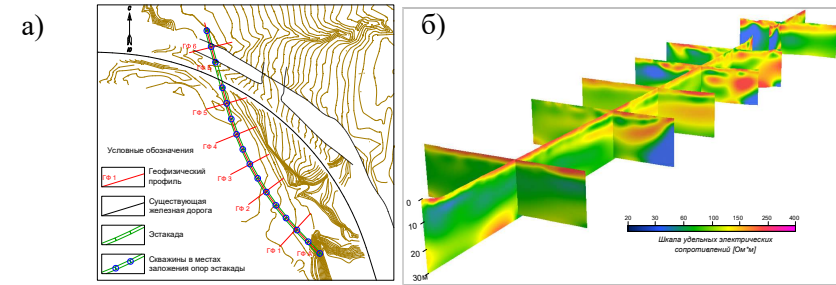 а)
б)
С
ГФ 6
ГФ 5
ГФ 4
ГФ 3
ГФ 2
ГФ 1
Условные обозначения
ГФ 1
Геофизический
профиль
Существующая
железная дорога
Эстакада
Скважины в местах
заложения опор эстакады
0
10
20
30м
20 30 60 100 150 250 400
Шкала удельных электрических
сопротивлений [Ом*м]